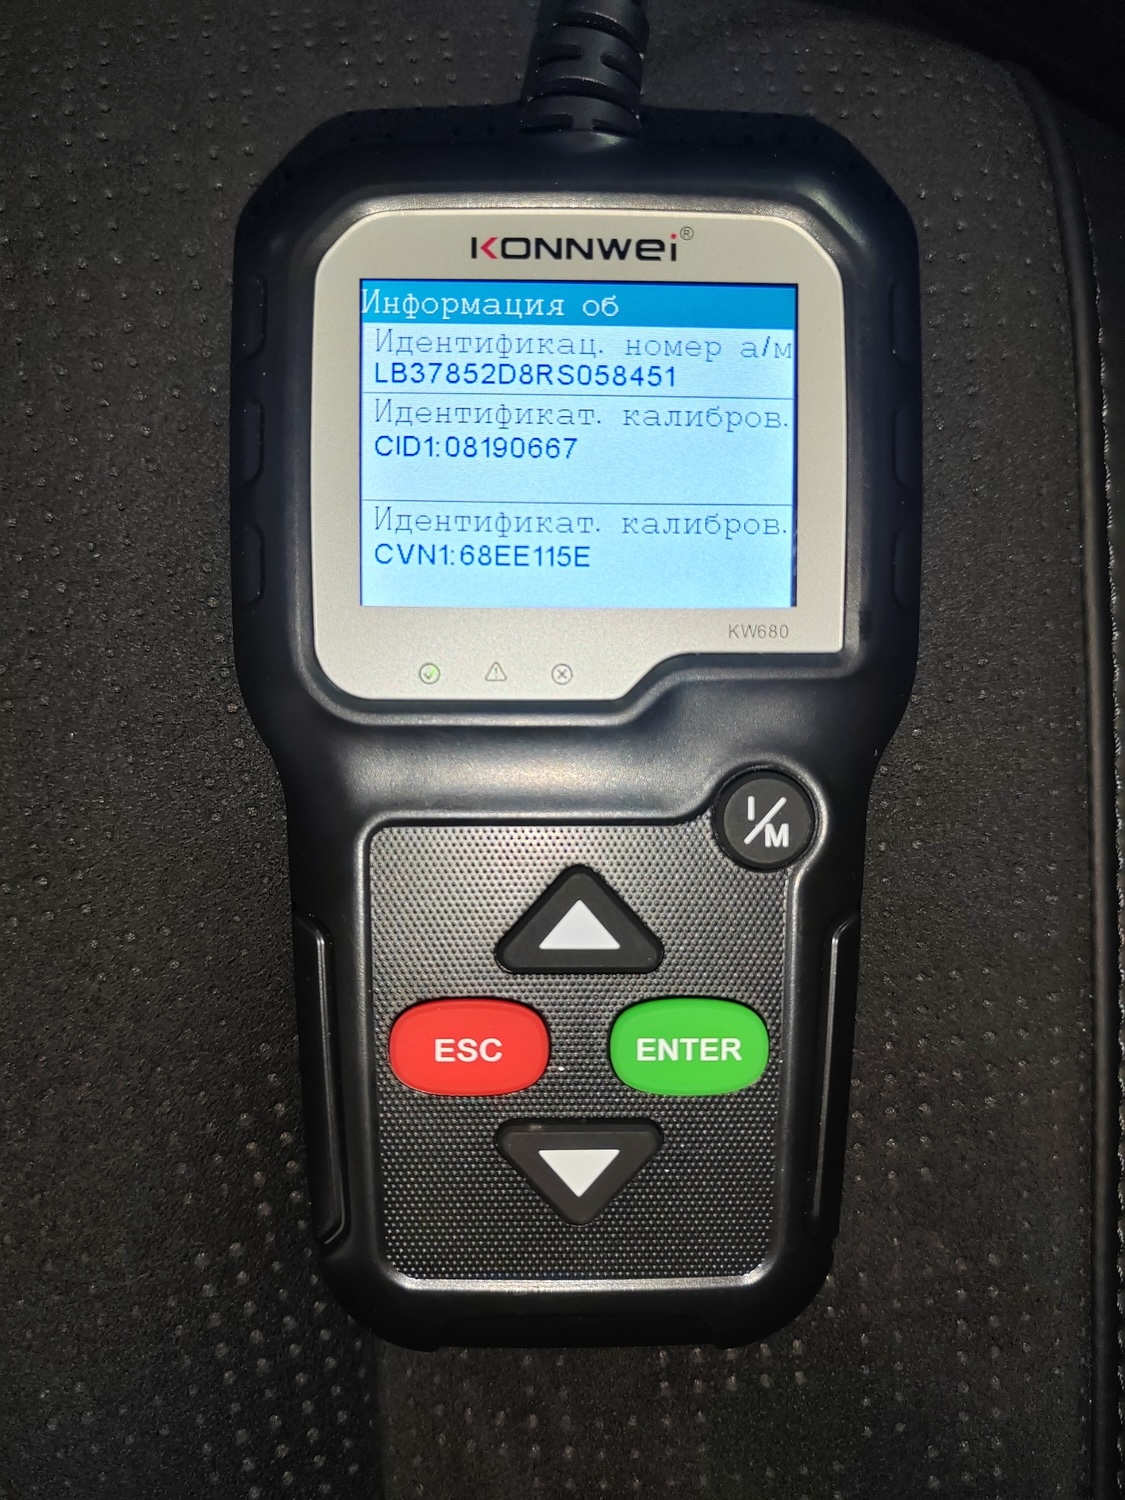 KONNWEI®
Информация об
Идентификац. номер а/м
LB37852D8RS058451
Идентификат. калибров.
CID1:08190667
Идентификат. калибров.
CVN1:68EE115E
KW680
I/M
ESC
ENTER